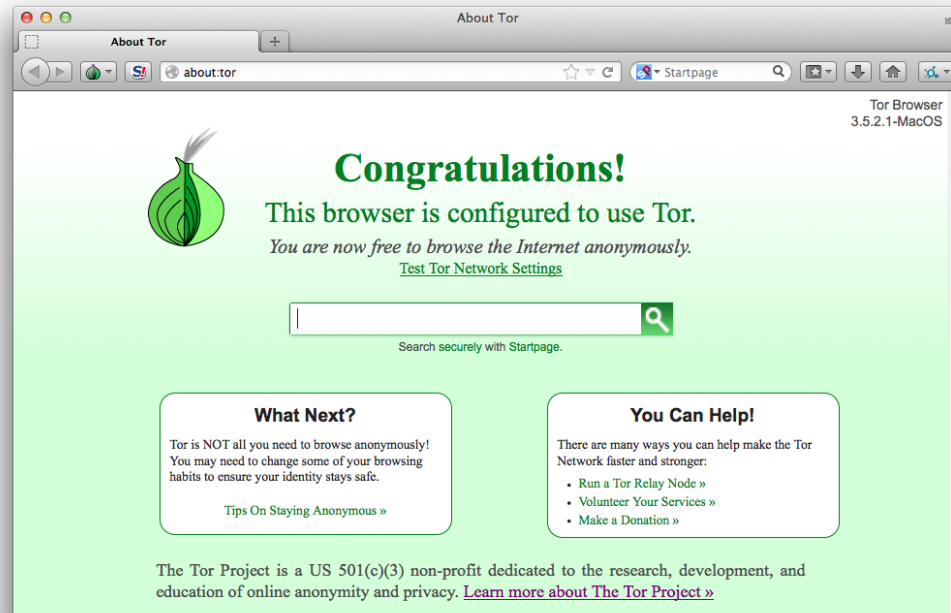 About Tor
About Tor
about:tor
Startpage
Tor Browser
3.5.2.1-MacOS
Congratulations!
This browser is configured to use Tor.
You are now free to browse the Internet anonymously.
Test Tor Network Settings
Search securely with Startpage.
What Next?
Tor is NOT all you need to browse anonymously!
You may need to change some of your browsing
habits to ensure your identity stays safe.
Tips On Staying Anonymous »
You Can Help!
There are many ways you can help make the Tor
Network faster and stronger:
• Run a Tor Relay Node »
• Volunteer Your Services »
• Make a Donation »
The Tor Project is a US 501(c)(3) non-profit dedicated to the research, development, and
education of online anonymity and privacy. Learn more about The Tor Project »